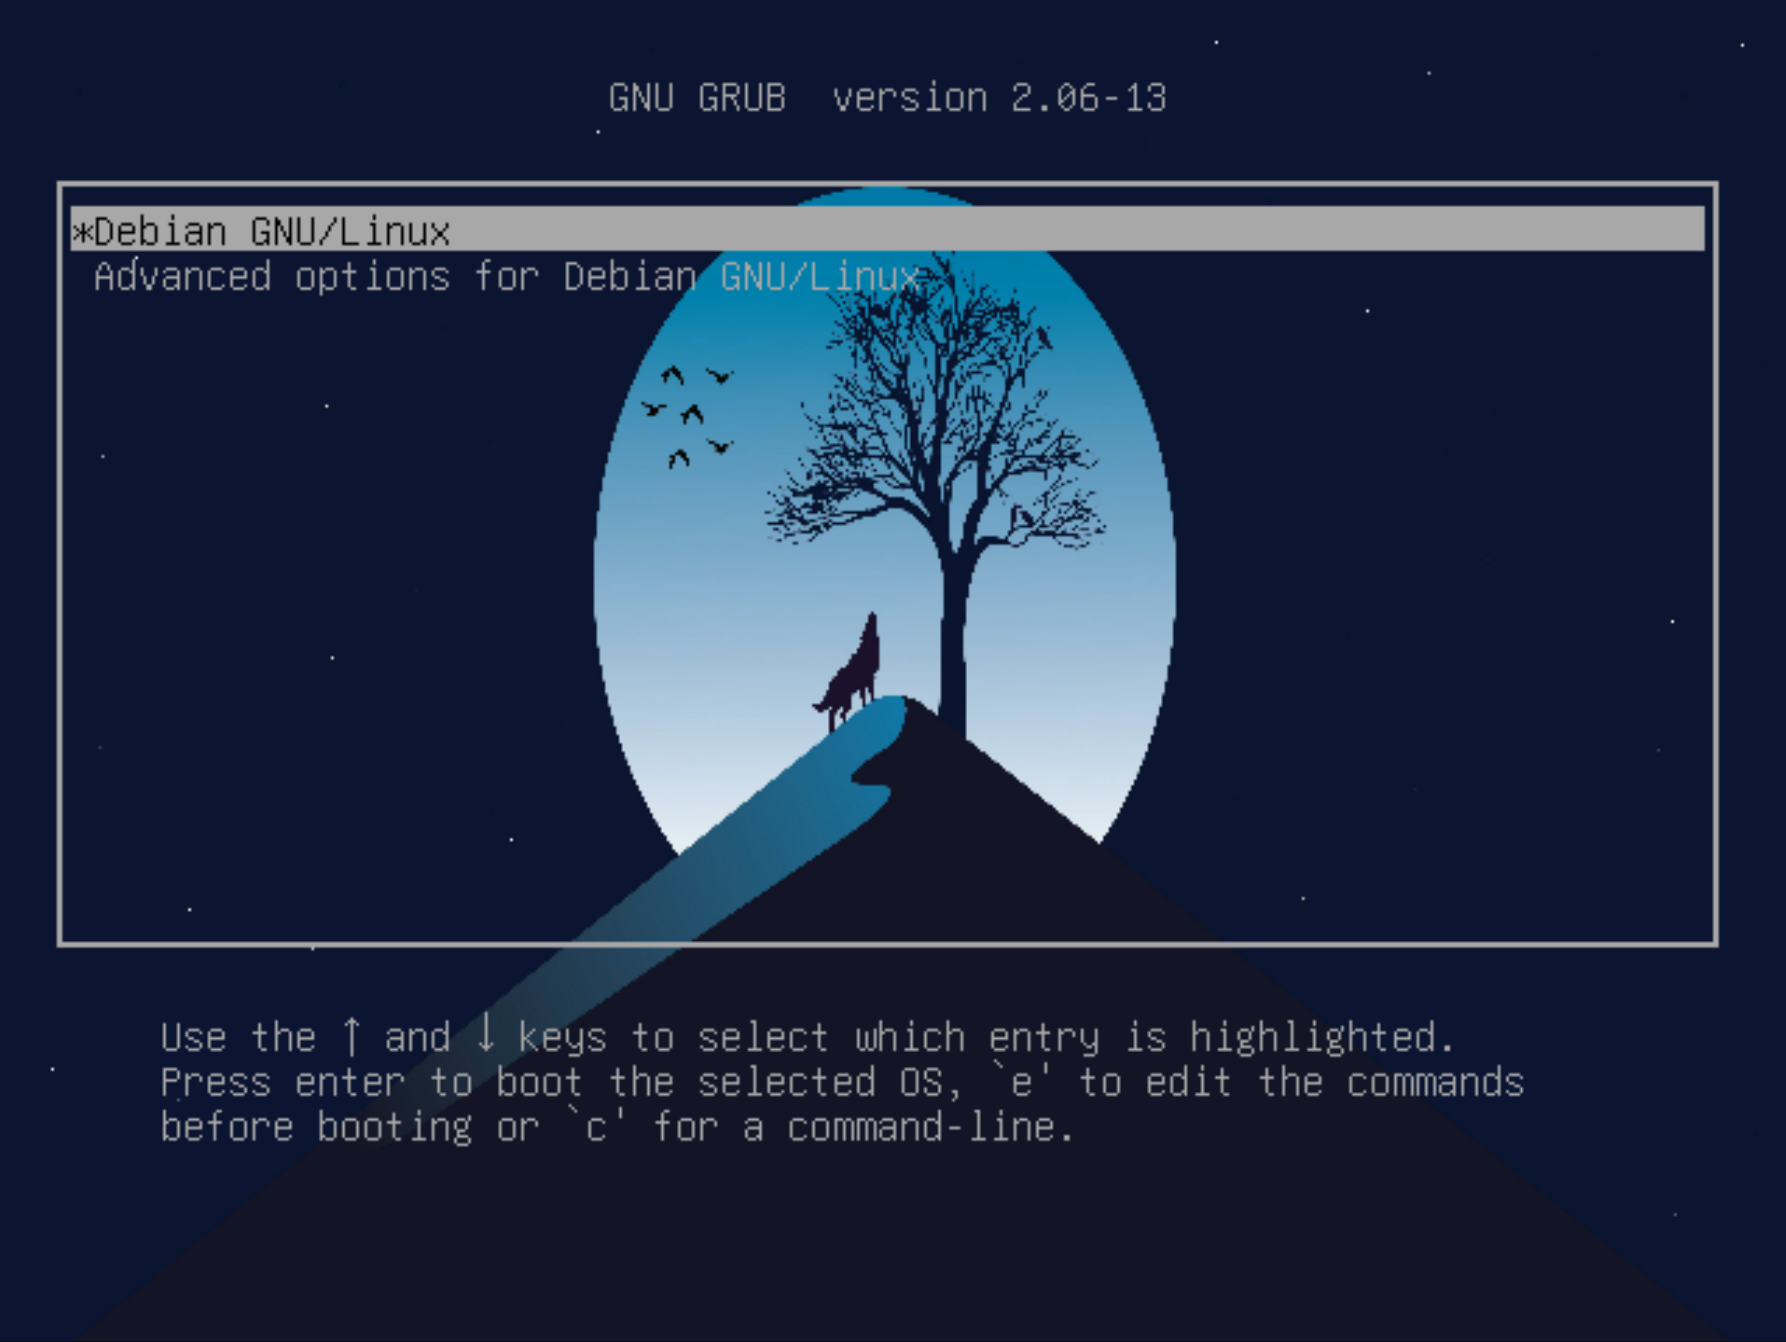 GNU GRUB  version 2.06-13
*Debian GNU/Linux
Advanced options for Debian GNU/Linux
Use the ↑ and ↓ keys to select which entry is highlighted.
Press enter to boot the selected OS, `e' to edit the commands
before booting or `c' for a command-line.